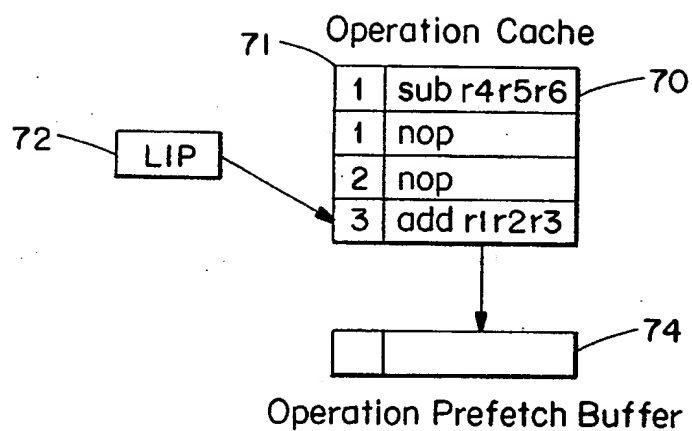 Operation Cache
71
1 sub r4r5r6
70
1 nop
72
LIP
2 nop
3 add r1r2r3
74
Operation Prefetch Buffer